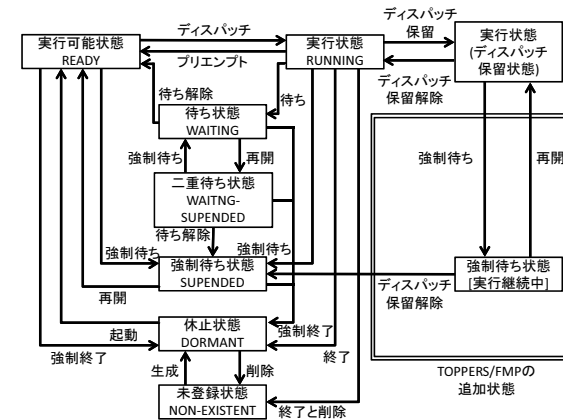 ディスパッチ
実行可能状態
READY
プリエンプト
実行状態
RUNNING
ディスパッチ
保留
ディスパッチ
保留解除
実行状態
(ディスパッチ
保留状態)
待ち解除
待ち
待ち状態
WAITING
強制待ち
再開
二重待ち状態
WAITNG-
SUPENDED
待ち解除
強制待ち
強制待ち
強制待ち状態
SUPENDED
再開
強制待ち
再開
強制待ち状態
[実行継続中]
ディスパッチ
保留解除
起動
休止状態
DORMANT
強制終了
強制終了
終了
生成
削除
未登録状態
NON-EXISTENT
終了と削除
TOPPERS/FMPの
追加状態